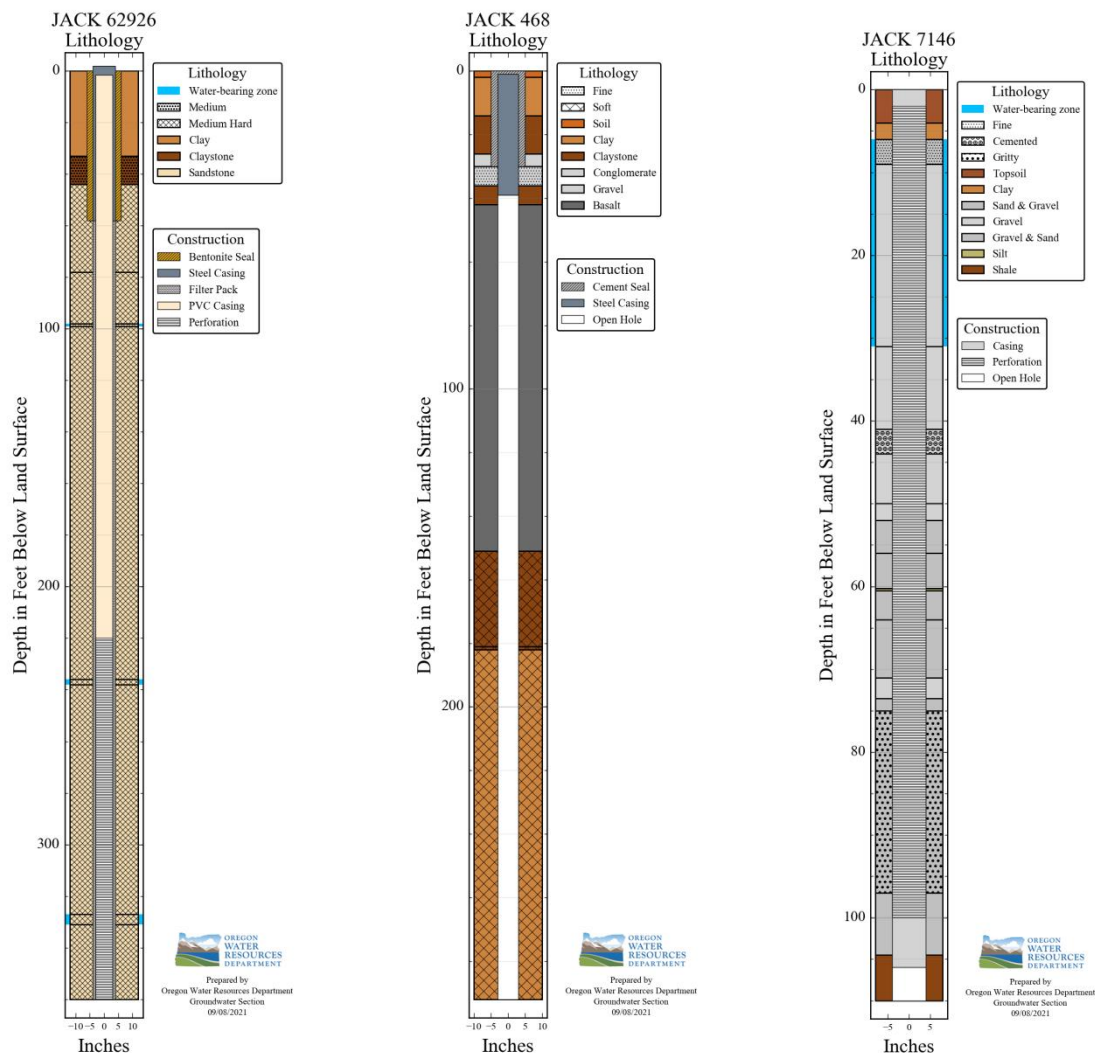 JACK 62926
Lithology
0
100
200
300
Depth in Feet Below Land Surface
−10 −5 0 5 10
Inches
Lithology
Water-bearing zone
Medium
Medium Hard
Clay
Claystone
Sandstone
Construction
Bentonite Seal
Steel Casing
Filter Pack
PVC Casing
Perforation
OREGON
WATER
RESOURCES
DEPARTMENT
Prepared by
Oregon Water Resources Department
Groundwater Section
09/08/2021
JACK 468
Lithology
0
100
200
Depth in Feet Below Land Surface
−10 −5 0 5 10
Inches
Lithology
Fine
Soft
Soil
Clay
Claystone
Conglomerate
Gravel
Basalt
Construction
Cement Seal
Steel Casing
Open Hole
OREGON
WATER
RESOURCES
DEPARTMENT
Prepared by
Oregon Water Resources Department
Groundwater Section
09/08/2021
JACK 7146
Lithology
0
20
40
60
80
100
Depth in Feet Below Land Surface
−5 0 5
Inches
Lithology
Water-bearing zone
Fine
Cemented
Gritty
Topsoil
Clay
Sand & Gravel
Gravel
Gravel & Sand
Silt
Shale
Construction
Casing
Perforation
Open Hole
OREGON
WATER
RESOURCES
DEPARTMENT
Prepared by
Oregon Water Resources Department
Groundwater Section
09/08/2021